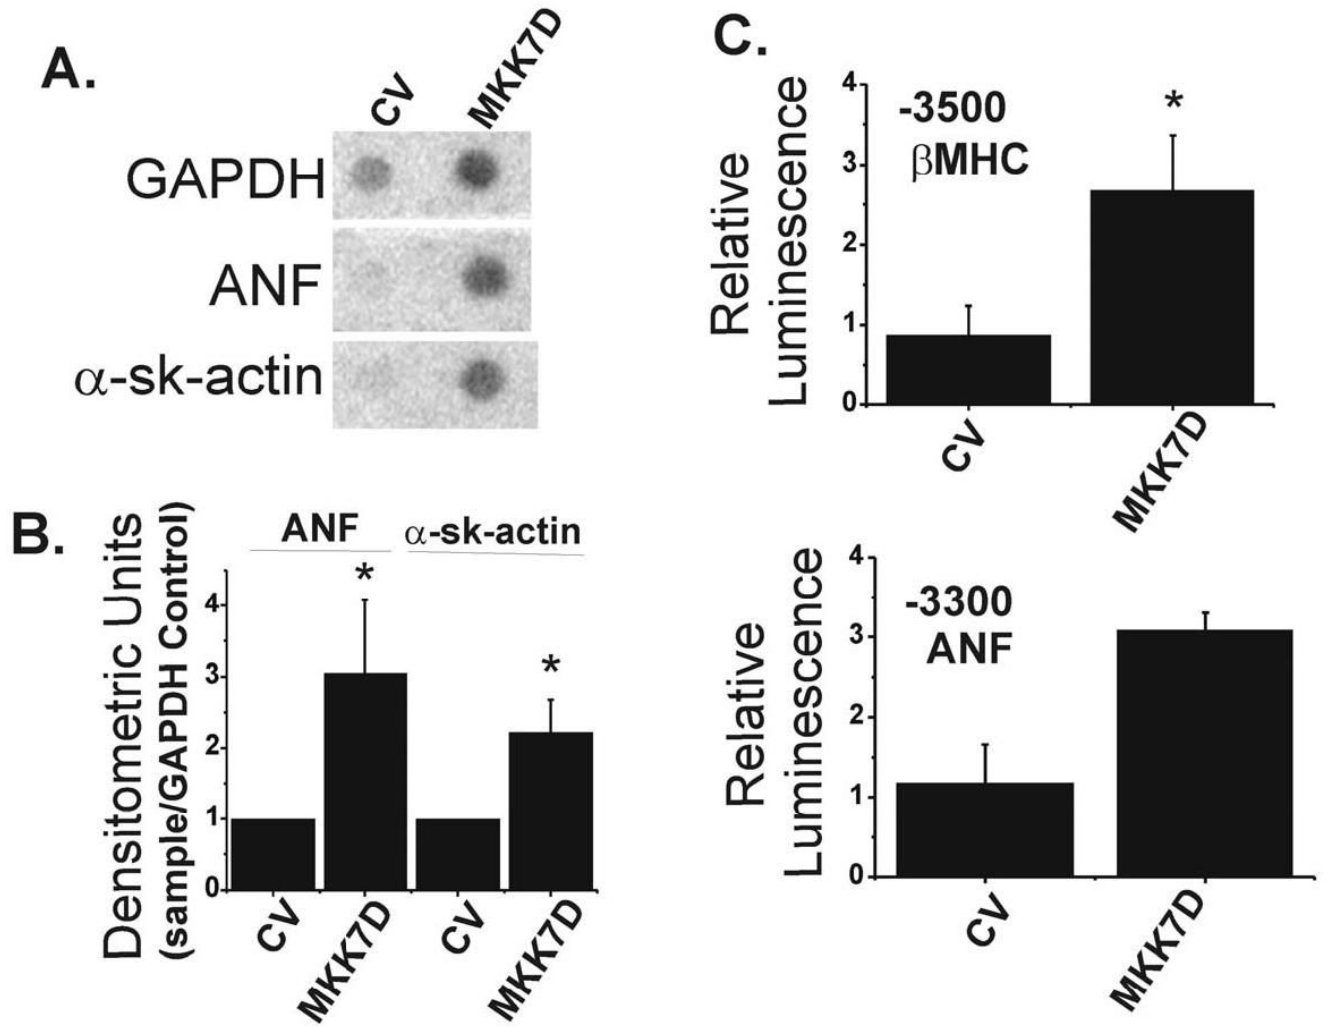 A.
CV MKK7D
GAPDH
ANF
α-sk-actin
B.
Densitometric Units
(sample/GAPDH Control)
ANF α-sk-actin
*
*
4
3
2
1
0
CV MKK7D CV MKK7D
C.
Relative
Luminescence
-3500
βMHC
*
4
3
2
1
0
CV MKK7D
Relative
Luminescence
-3300
ANF
4
3
2
1
0
CV MKK7D